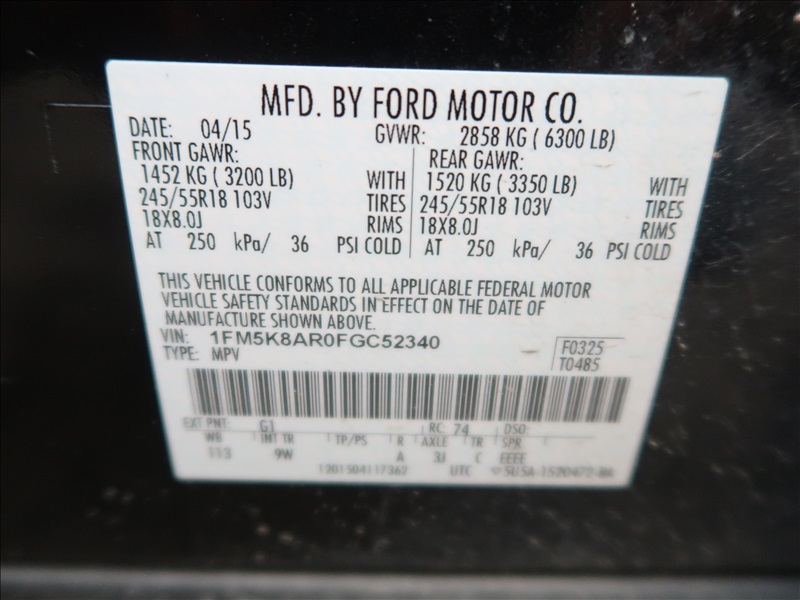 MFD. BY FORD MOTOR CO.
DATE: 04/15 GVWR: 2858 KG ( 6300 LB)
FRONT GAWR: REAR GAWR:
1452 KG ( 3200 LB) WITH 1520 KG ( 3350 LB) WITH
245/55R18 103V TIRES 245/55R18 103V TIRES
18X8.0J RIMS 18X8.0J RIMS
AT 250 kPa/ 36 PSI COLD AT 250 kPa/ 36 PSI COLD
THIS VEHICLE CONFORMS TO ALL APPLICABLE FEDERAL MOTOR
VEHICLE SAFETY STANDARDS IN EFFECT ON THE DATE OF
MANUFACTURE SHOWN ABOVE.
VIN: 1FM5K8AR0FGC52340 F0325
TYPE: MPV T0485
EXT PNT: G1 RC: 74 DSO:
WB INT TR TP/PS R AXLE TR SPR
113 9W A 3J C EEEE
1201504117362 UTC